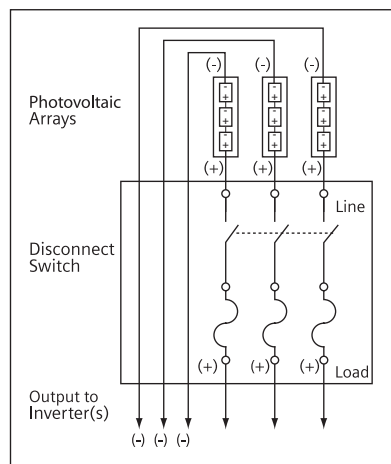 (-) (-) (-)
Photovoltaic
Arrays
- + - + - +
- + - + - +
- + - + - +
(+) (+) (+)
Line
Disconnect
Switch
(+) (+) (+) Load
Output to
Inverter(s)
(-) (-) (-)